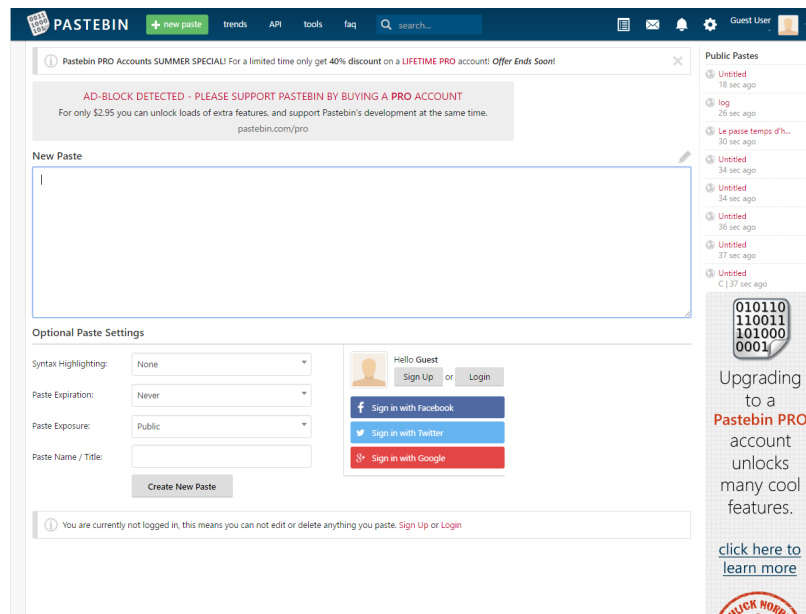 PASTEBIN
+ new paste
trends
API
tools
faq
search...
Guest User
Pastebin PRO Accounts SUMMER SPECIAL! For a limited time only get 40% discount on a LIFETIME PRO account! Offer Ends Soon!
AD-BLOCK DETECTED - PLEASE SUPPORT PASTEBIN BY BUYING A PRO ACCOUNT
For only $2.95 you can unlock loads of extra features, and support Pastebin's development at the same time.
pastebin.com/pro
New Paste
Optional Paste Settings
Syntax Highlighting:
None
Paste Expiration:
Never
Paste Exposure:
Public
Paste Name / Title:
Create New Paste
Hello Guest
Sign Up or Login
Sign in with Facebook
Sign in with Twitter
Sign in with Google
You are currently not logged in, this means you can not edit or delete anything you paste. Sign Up or Login
Public Pastes
Untitled
18 sec ago
log
26 sec ago
Le passe temps d'h...
30 sec ago
Untitled
34 sec ago
Untitled
34 sec ago
Untitled
36 sec ago
Untitled
37 sec ago
Untitled
C | 37 sec ago
010110
110011
101000
0001
Upgrading
to a
Pastebin PRO
account
unlocks
many cool
features.
click here to
learn more